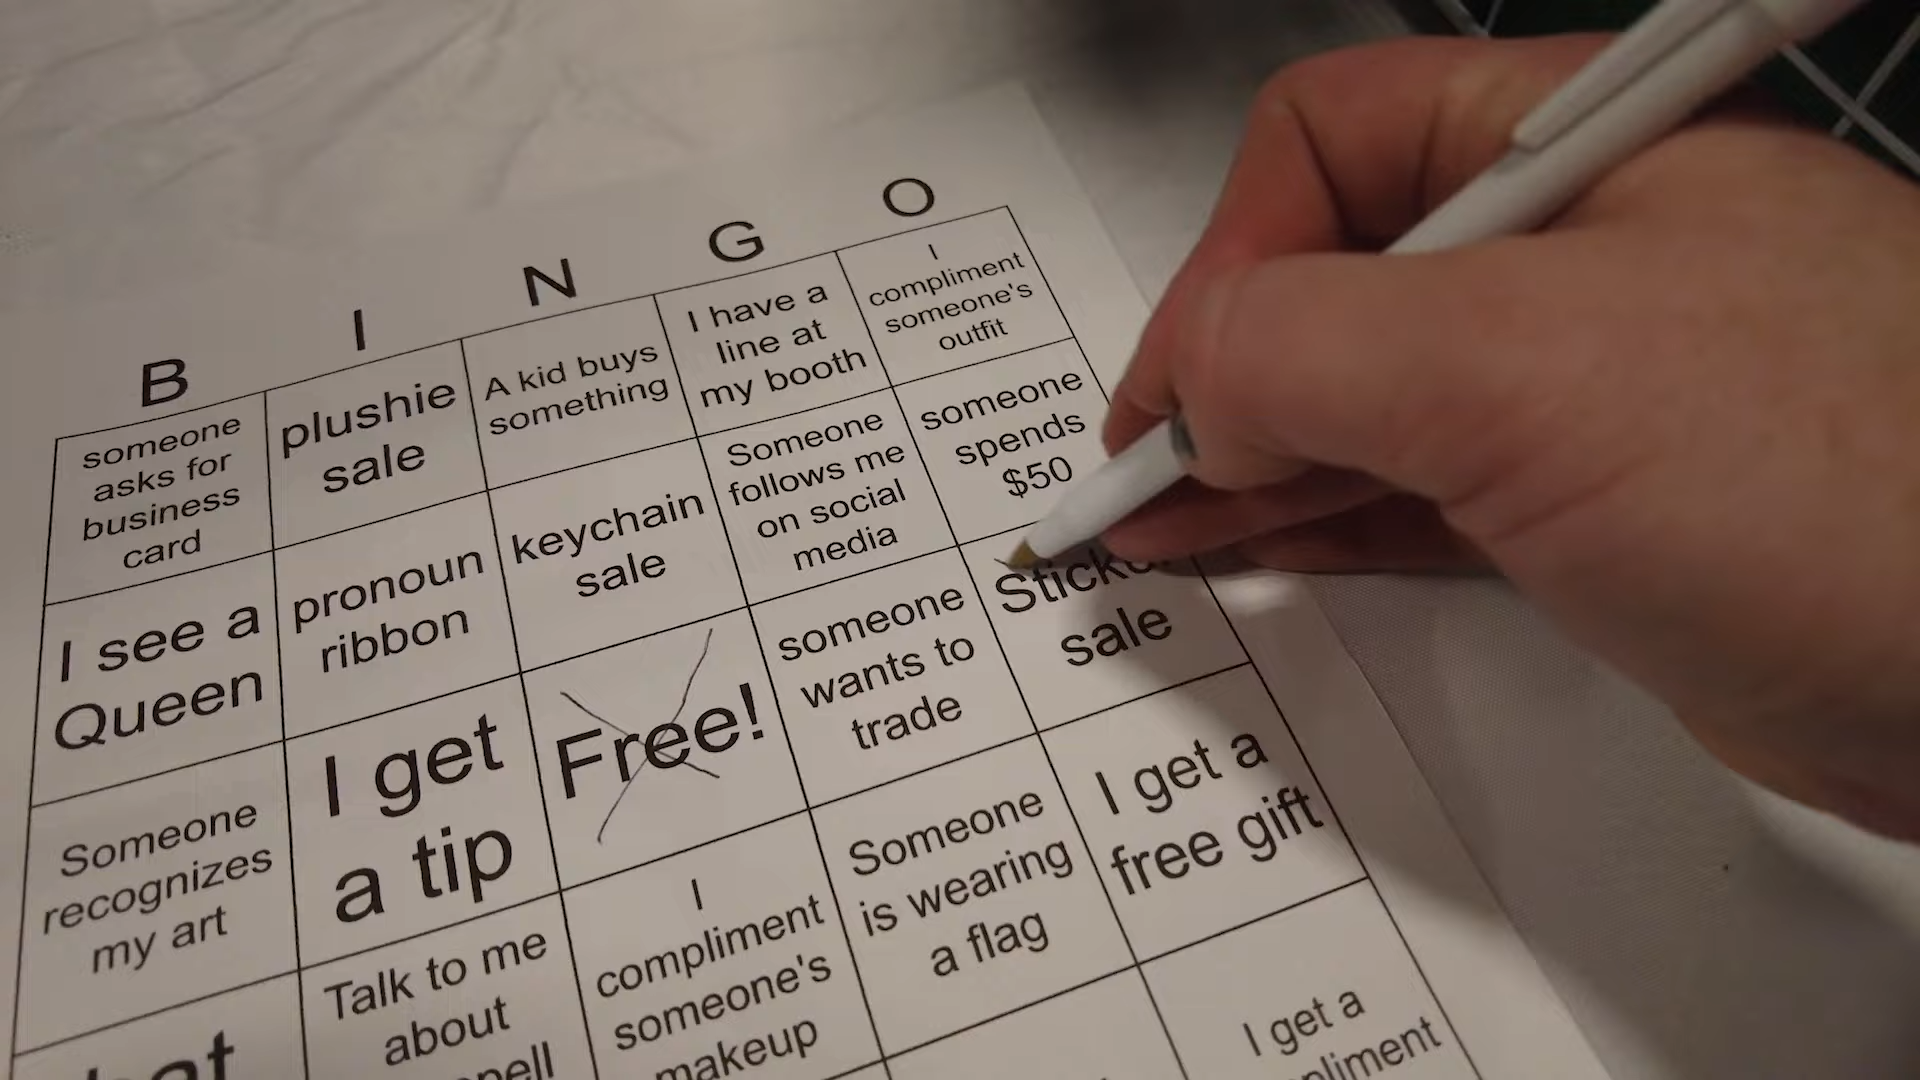 B I N G O
someone
asks for
business
card
plushie
sale
A kid buys
something
I have a
line at
my booth
I
compliment
someone's
outfit
I see a
Queen
pronoun
ribbon
keychain
sale
Someone
follows me
on social
media
someone
spends
$50
Someone
recognizes
my art
I get
a tip
Free!
someone
wants to
trade
Sticker
sale
Talk to me
about
I
compliment
someone's
makeup
Someone
is wearing
a flag
I get a
free gift
I get a